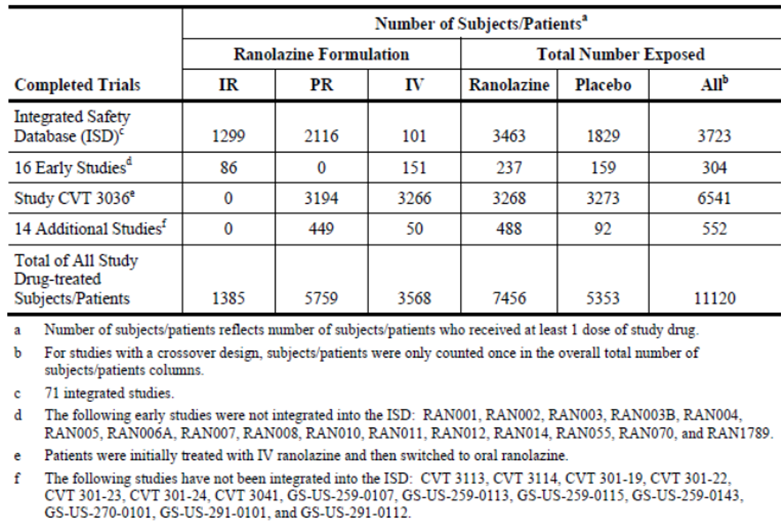 Number of Subjects/Patientsa
Ranolazine Formulation Total Number Exposed
Completed Trials IR PR IV Ranolazine Placebo Allb
Integrated Safety
Database (ISD)c 1299 2116 101 3463 1829 3723
16 Early Studiesd 86 0 151 237 159 304
Study CVT 3036e 0 3194 3266 3268 3273 6541
14 Additional Studiesf 0 449 50 488 92 552
Total of All Study
Drug-treated
Subjects/Patients 1385 5759 3568 7456 5353 11120
a Number of subjects/patients reflects number of subjects/patients who received at least 1 dose of study drug.
b For studies with a crossover design, subjects/patients were only counted once in the overall total number of
subjects/patients columns.
c 71 integrated studies.
d The following early studies were not integrated into the ISD: RAN001, RAN002, RAN003, RAN003B, RAN004,
RAN005, RAN006A, RAN007, RAN008, RAN010, RAN011, RAN012, RAN014, RAN055, RAN070, and RAN1789.
e Patients were initially treated with IV ranolazine and then switched to oral ranolazine.
f The following studies have not been integrated into the ISD: CVT 3113, CVT 3114, CVT 301-19, CVT 301-22,
CVT 301-23, CVT 301-24, CVT 3041, GS-US-259-0107, GS-US-259-0113, GS-US-259-0115, GS-US-259-0143,
GS-US-270-0101, GS-US-291-0101, and GS-US-291-0112.